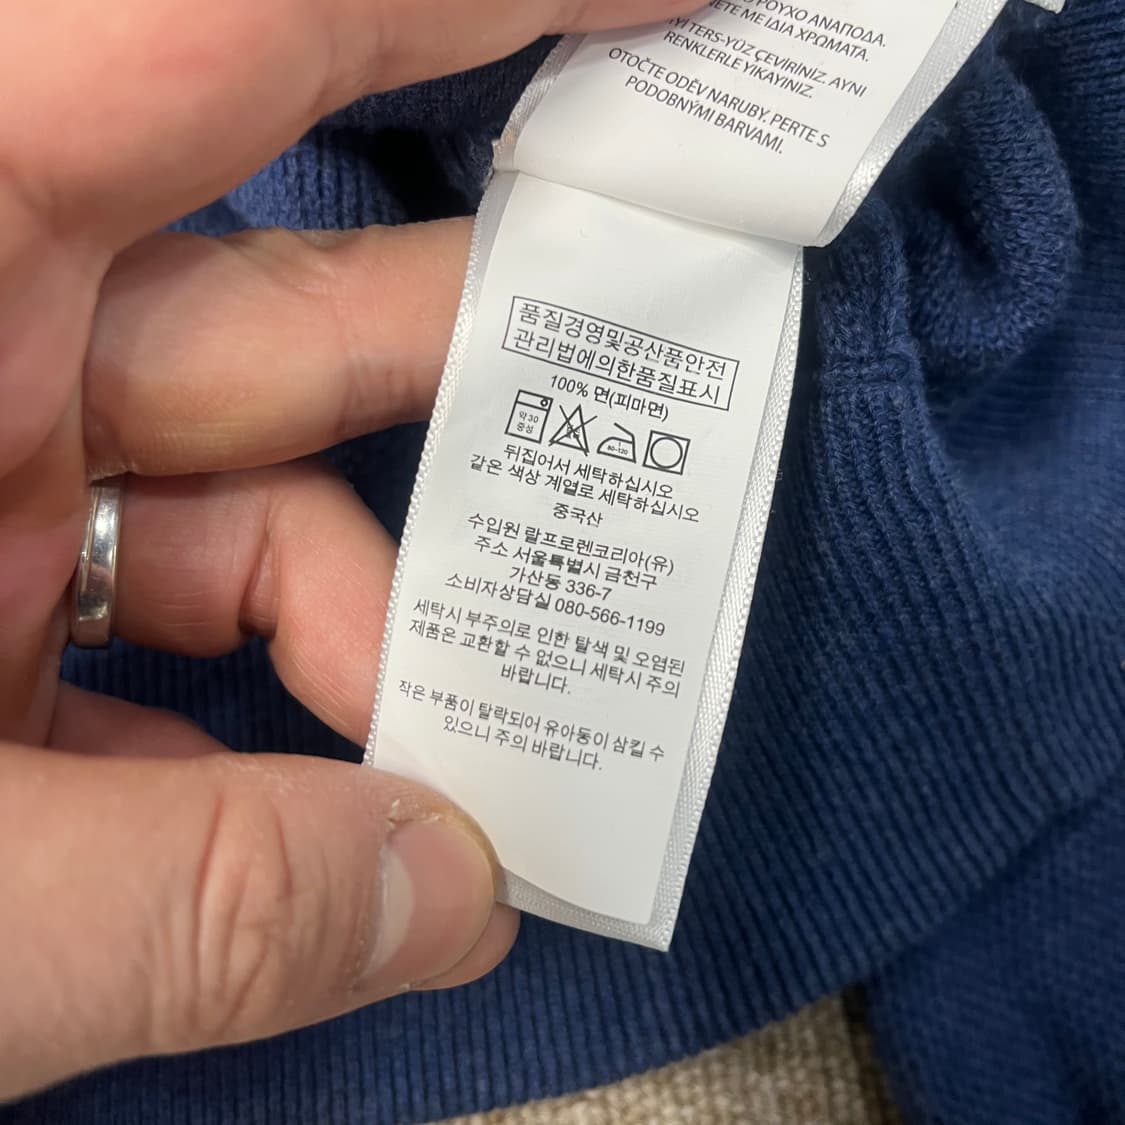 ΡΟΥΧΟ ΑΝΑΠΟΔΑ.
ΜΕ ΙΔΙΑ ΧΡΩΜΑΤΑ.
TERS-YÜZ ÇEVİRİNİZ. AYNI
RENKLERLE YIKAYINIZ.
OTOČTE ODĚV NARUBY. PERTE S
PODOBNÝMI BARVAMI.
품질경영및공산품안전
관리법에의한품질표시
100% 면(피마면)
약30
중성
80-120
뒤집어서 세탁하십시오
같은 색상 계열로 세탁하십시오
중국산
수입원 랄프로렌코리아(유)
주소 서울특별시 금천구
가산동 336-7
소비자상담실 080-566-1199
세탁시 부주의로 인한 탈색 및 오염된
제품은 교환할 수 없으니 세탁시 주의
바랍니다.
작은 부품이 탈락되어 유아동이 삼킬 수
있으니 주의 바랍니다.